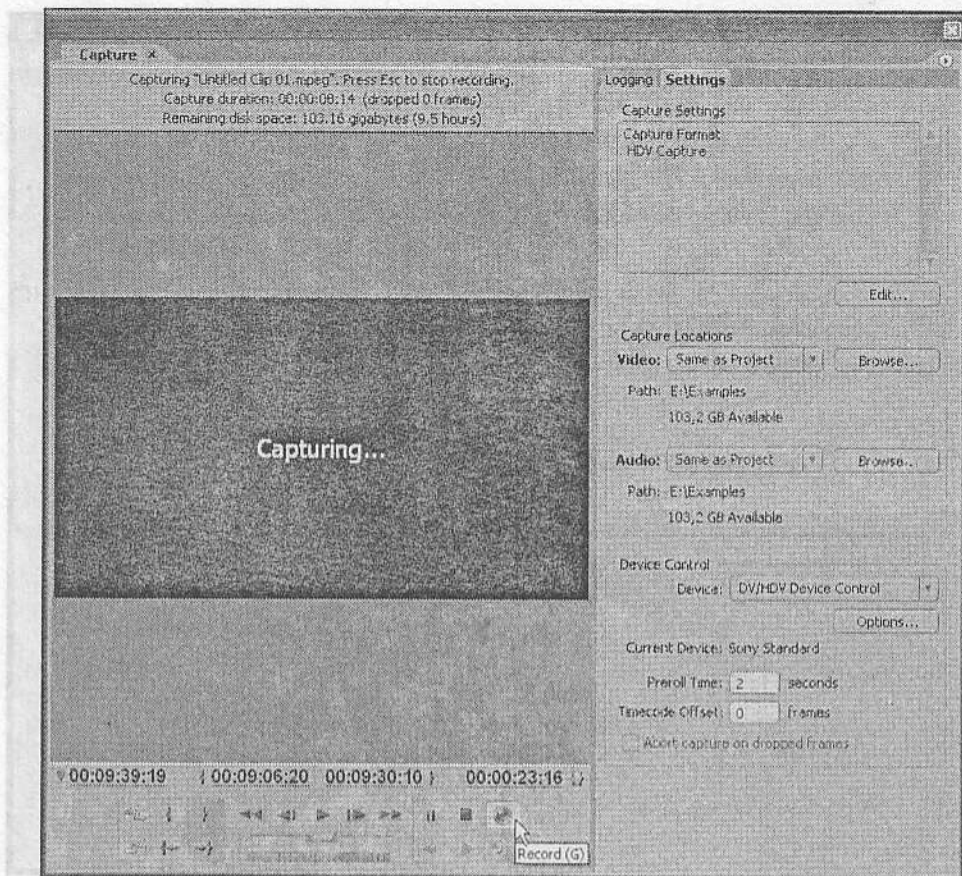 Capture ×
Capturing "Untitled Clip 01.mpeg". Press Esc to stop recording.
Capture duration: 00:00:08:14 (dropped 0 frames)
Remaining disk space: 103.16 gigabytes (9.5 hours)
Capturing...
00:09:39:19 { 00:09:06:20 00:09:30:10 } 00:00:23:16 {}
Record (G)
Logging Settings
Capture Settings
Capture Format
HDV Capture
Edit...
Capture Locations
Video: Same as Project Browse...
Path: E:\Examples
103,2 GB Available
Audio: Same as Project Browse...
Path: E:\Examples
103,2 GB Available
Device Control
Device: DV/HDV Device Control
Options...
Current Device: Sony Standard
Preroll Time: 2 seconds
Timecode Offset: 0 frames
Abort capture on dropped frames